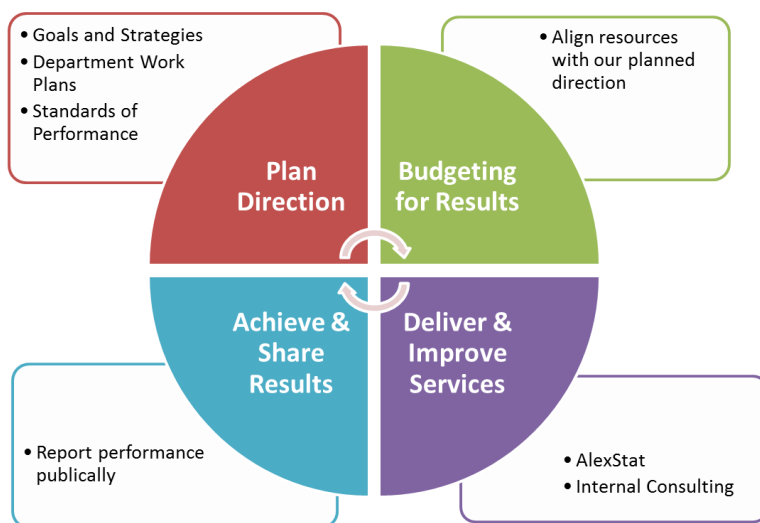 • Goals and Strategies
• Department Work
Plans
• Standards of
Performance
• Align resources
with our planned
direction
Plan
Direction
Budgeting
for Results
Achieve &
Share
Results
Deliver &
Improve
Services
• Report performance
publically
• AlexStat
• Internal Consulting